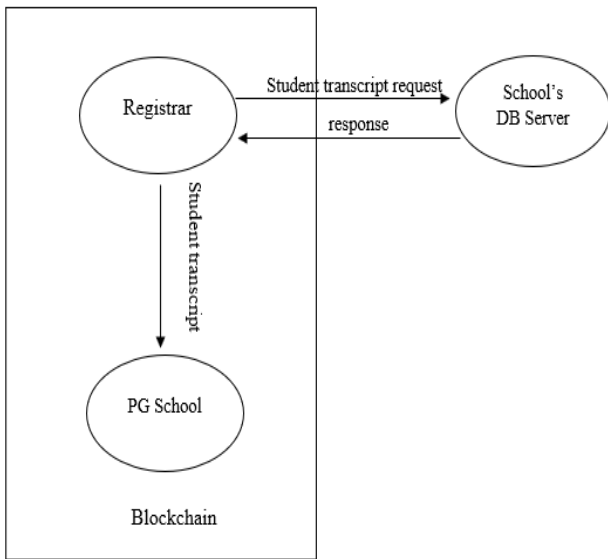 Registrar
Student transcript request
School's
DB Server
response
Student transcript
PG School
Blockchain